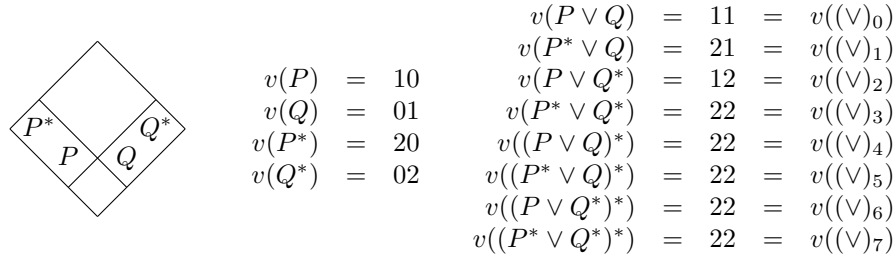 P* Q*
P Q
v(P) = 10
v(Q) = 01
v(P*) = 20
v(Q*) = 02
v(P ∨ Q) = 11 = v((∨)₀)
v(P* ∨ Q) = 21 = v((∨)₁)
v(P ∨ Q*) = 12 = v((∨)₂)
v(P* ∨ Q*) = 22 = v((∨)₃)
v((P ∨ Q)*) = 22 = v((∨)₄)
v((P* ∨ Q)*) = 22 = v((∨)₅)
v((P ∨ Q*)*) = 22 = v((∨)₆)
v((P* ∨ Q*)*) = 22 = v((∨)₇)